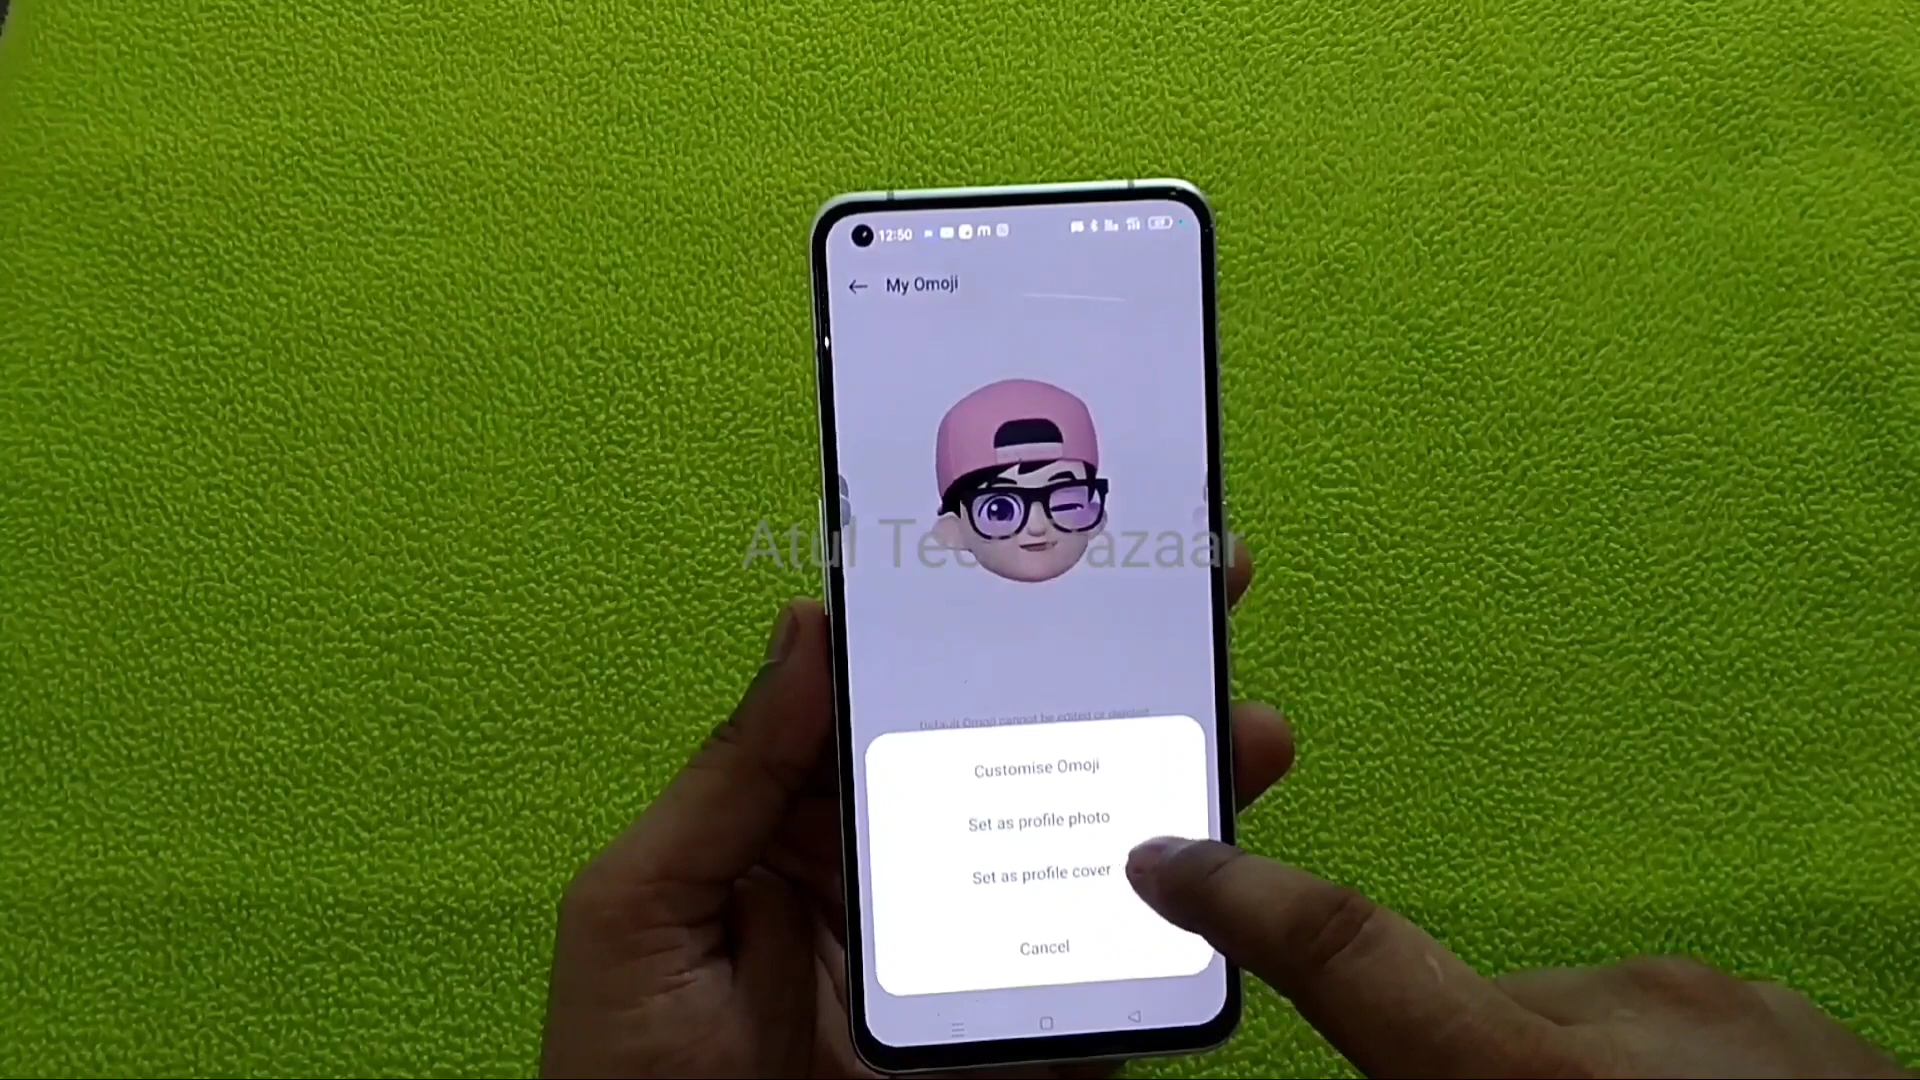 12:50
My Omoji
Atul Tech Bazaar
Default Omoji cannot be edited or deleted
Customise Omoji
Set as profile photo
Set as profile cover
Cancel